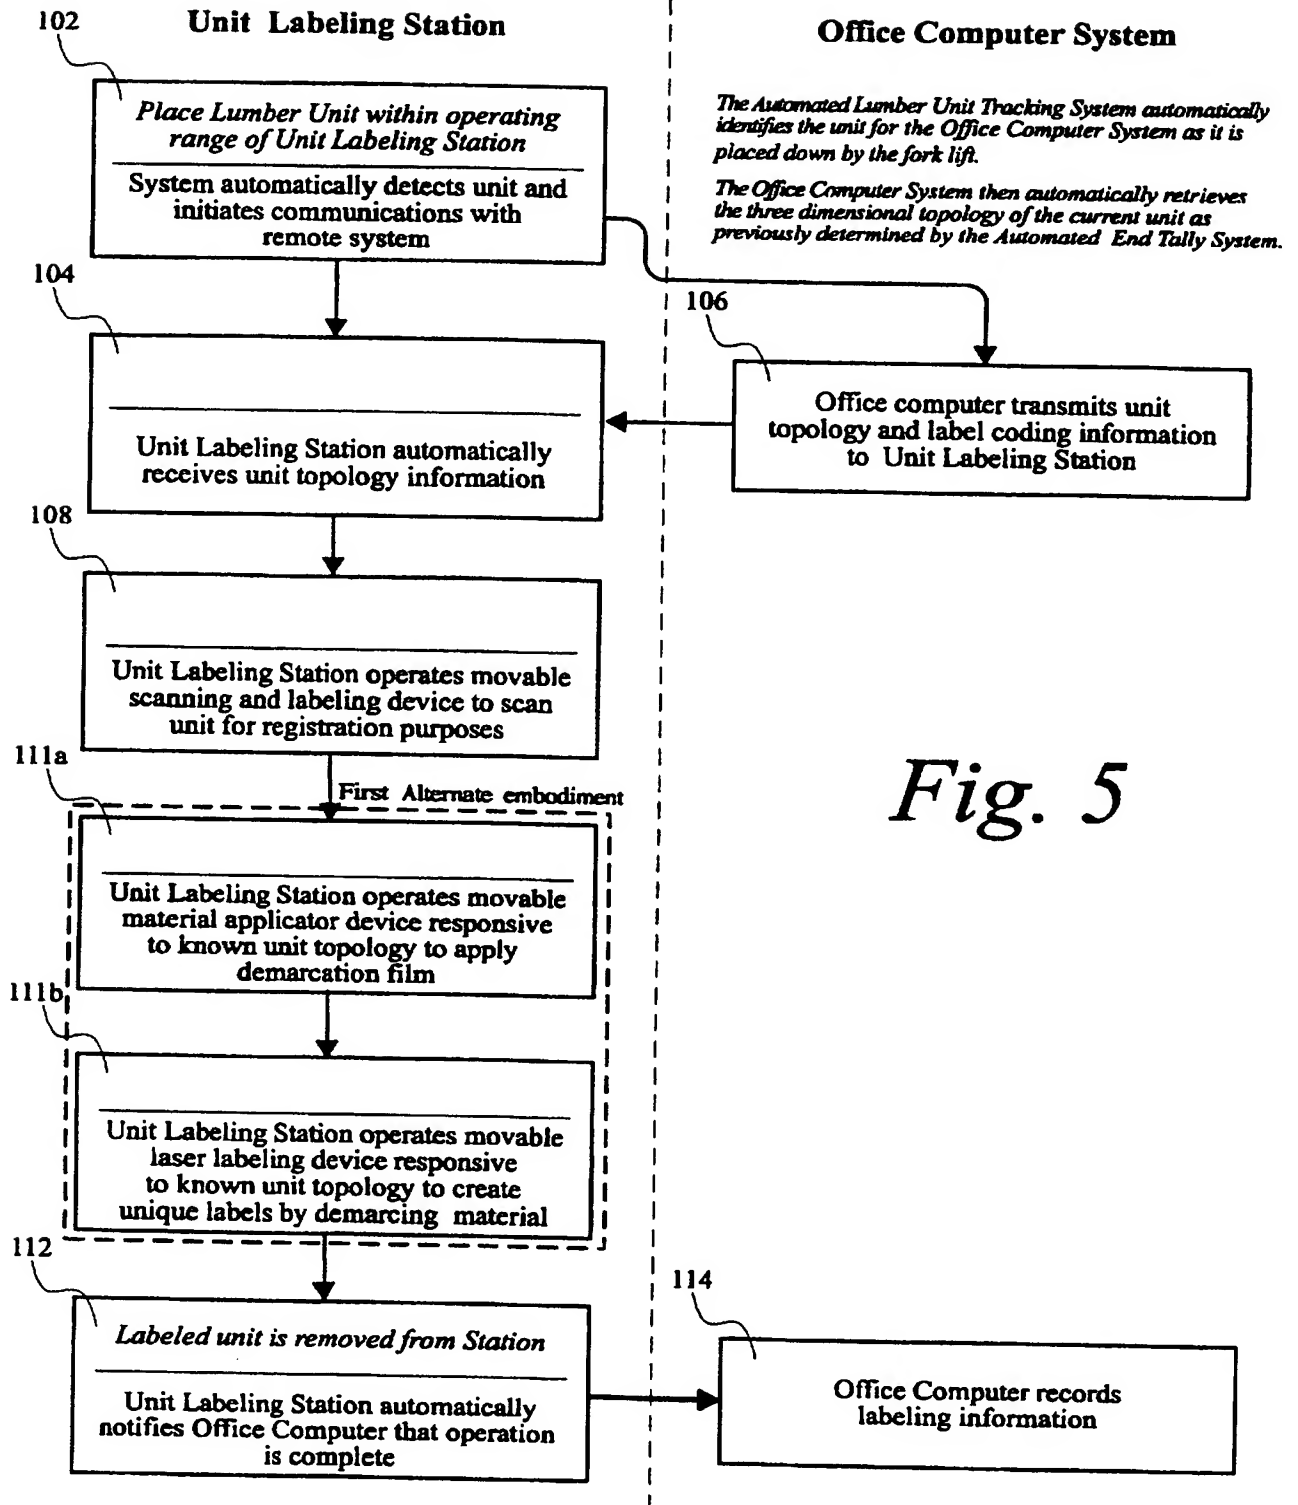 Unit Labeling Station
Office Computer System
102
Place Lumber Unit within operating
range of Unit Labeling Station
System automatically detects unit and
initiates communications with
remote system
The Automated Lumber Unit Tracking System automatically
identifies the unit for the Office Computer System as it is
placed down by the fork lift.
The Office Computer System then automatically retrieves
the three dimensional topology of the current unit as
previously determined by the Automated End Tally System.
104
Unit Labeling Station automatically
receives unit topology information
106
Office computer transmits unit
topology and label coding information
to Unit Labeling Station
108
Unit Labeling Station operates movable
scanning and labeling device to scan
unit for registration purposes
First Alternate embodiment
111a
Unit Labeling Station operates movable
material applicator device responsive
to known unit topology to apply
demarcation film
111b
Unit Labeling Station operates movable
laser labeling device responsive
to known unit topology to create
unique labels by demarcing material
112
Labeled unit is removed from Station
Unit Labeling Station automatically
notifies Office Computer that operation
is complete
114
Office Computer records
labeling information
Fig. 5